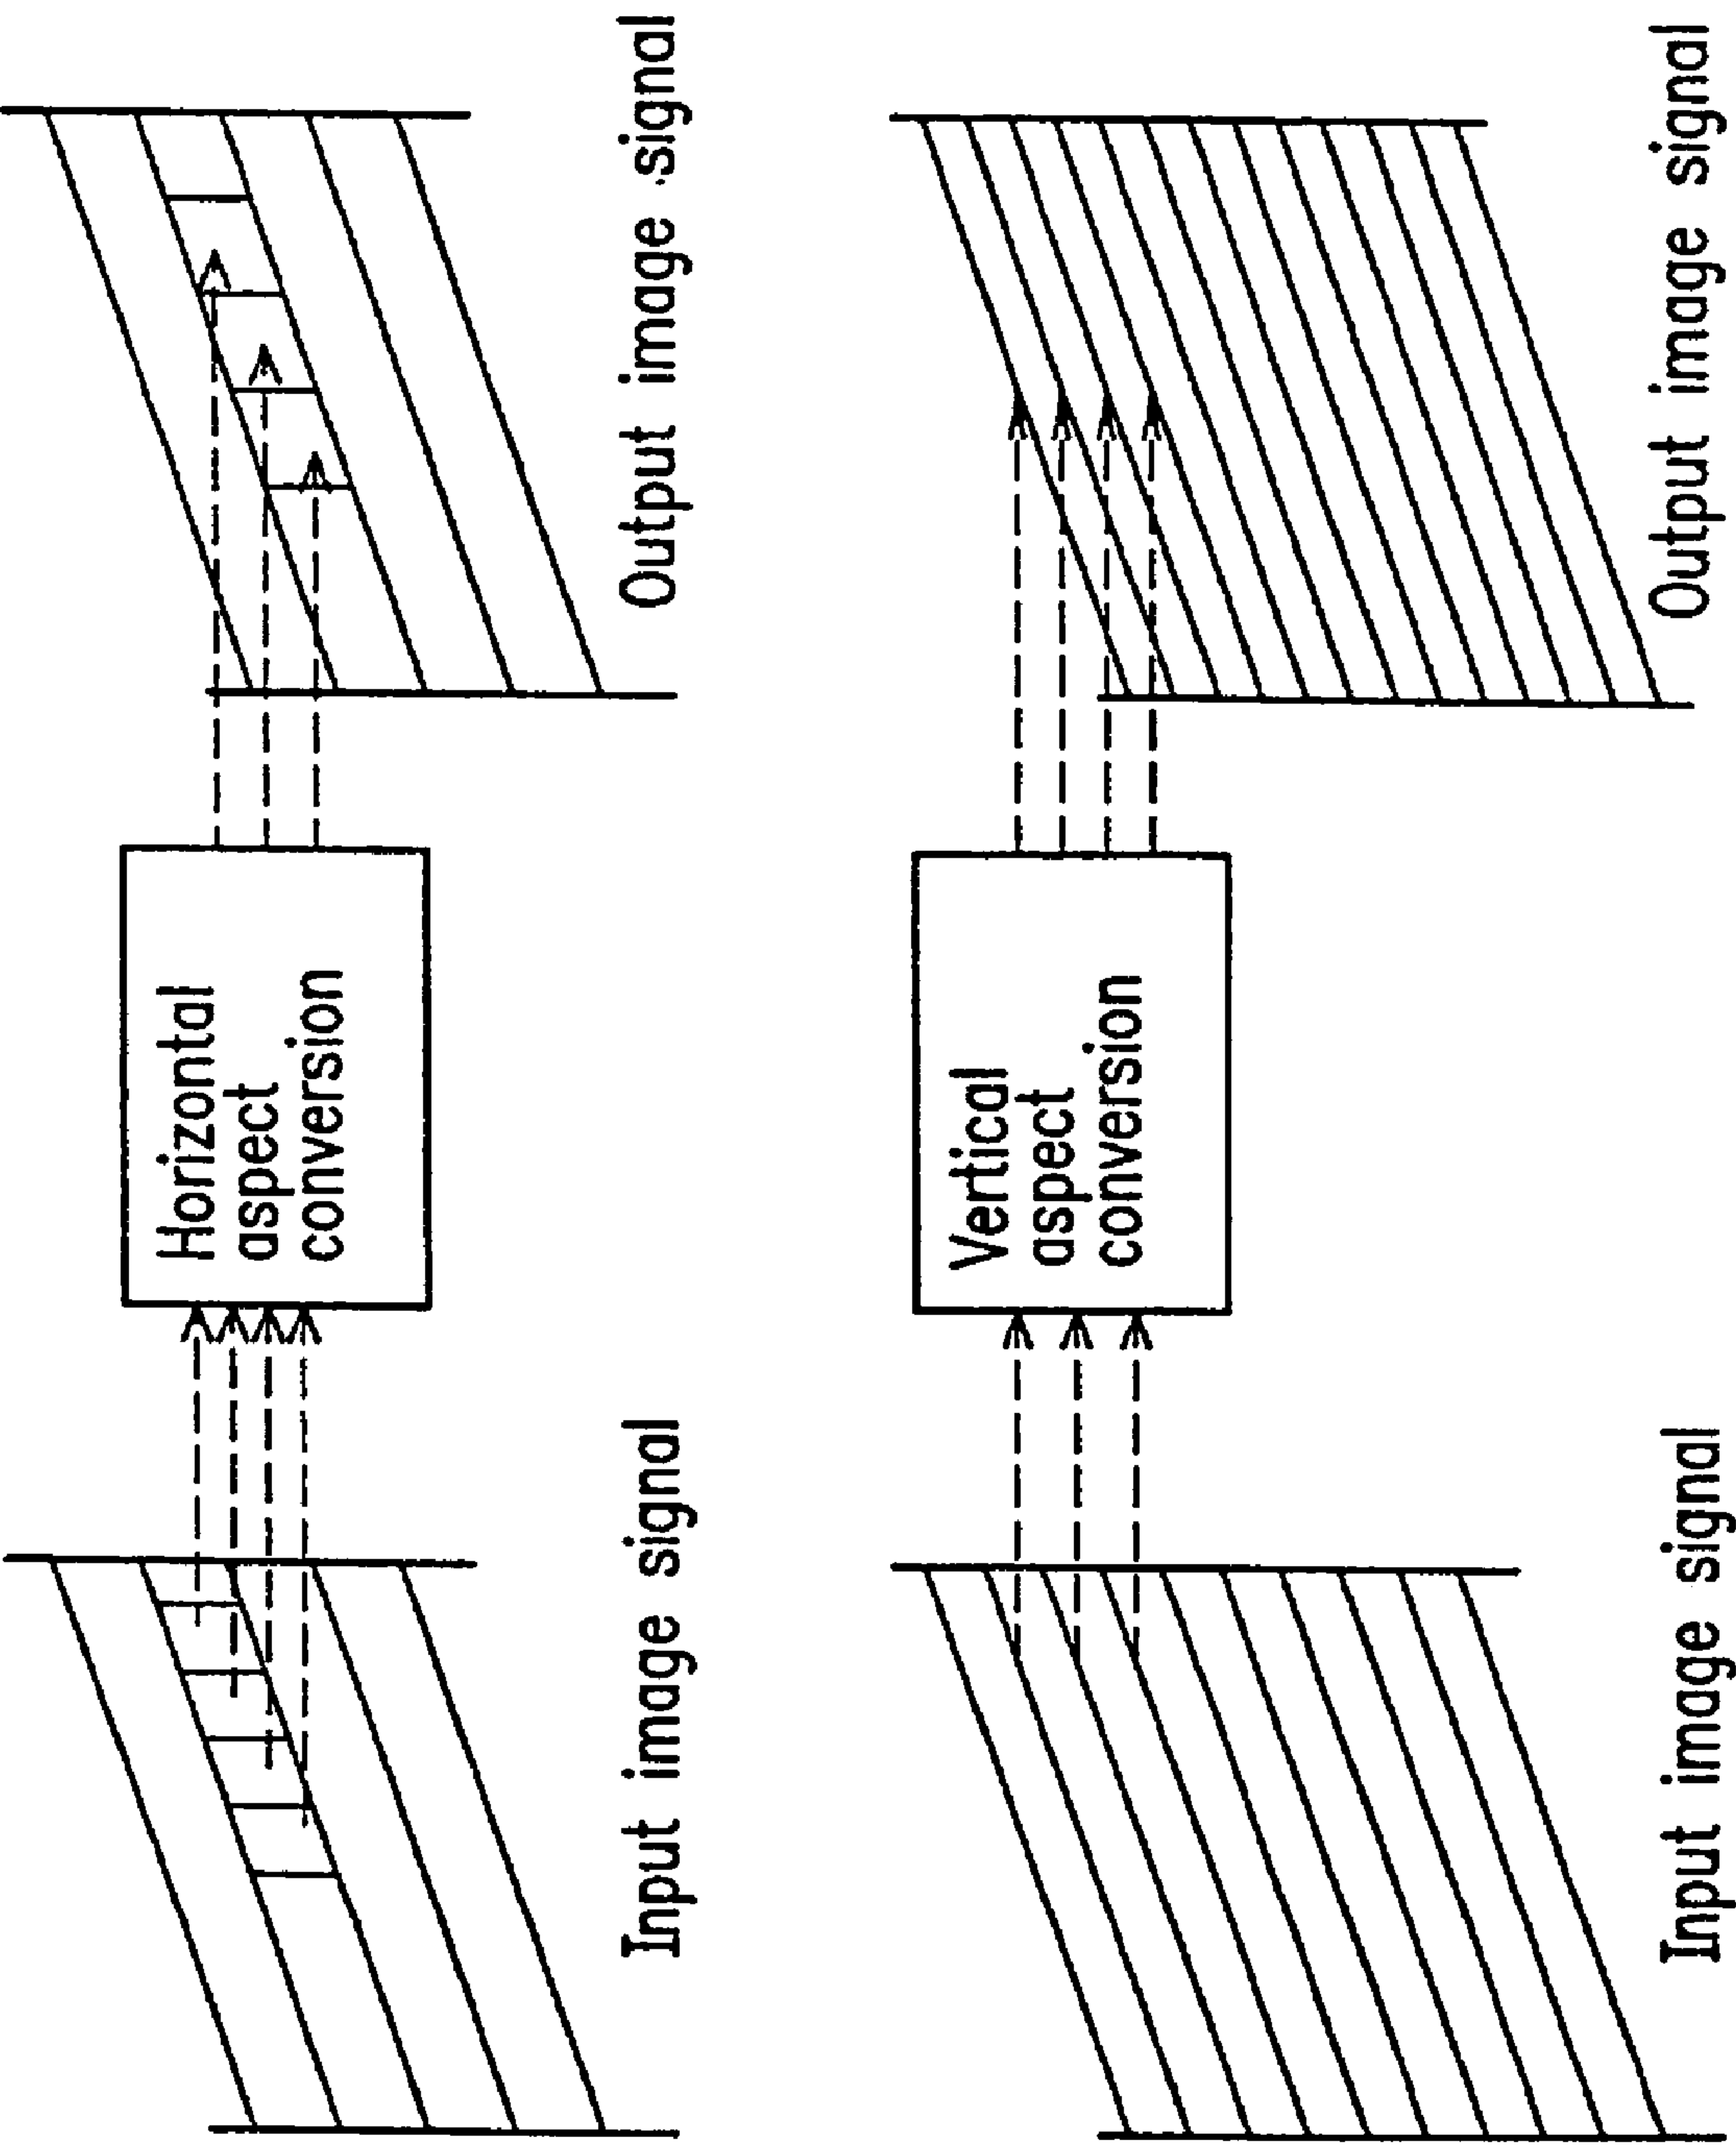 Horizontal
aspect
conversion
Input image signal
Output image signal
Vertical
aspect
conversion
Input image signal
Output image signal